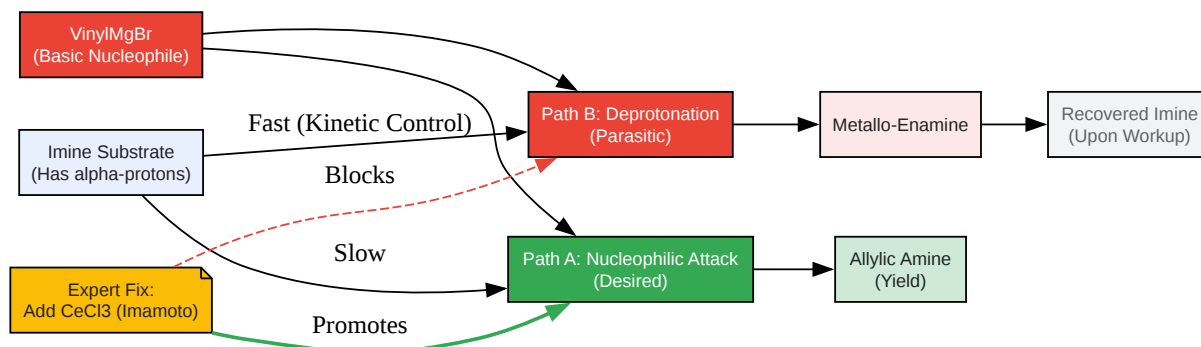 VinylMgBr
(Basic Nucleophile)
Imine Substrate
(Has alpha-protons)
Expert Fix:
Add CeCl3 (Imamoto)
Fast (Kinetic Control)
Blocks
Slow
Promotes
Path B: Deprotonation
(Parasitic)
Path A: Nucleophilic Attack
(Desired)
Metallo-Enamine
Recovered Imine
(Upon Workup)
Allylic Amine
(Yield)